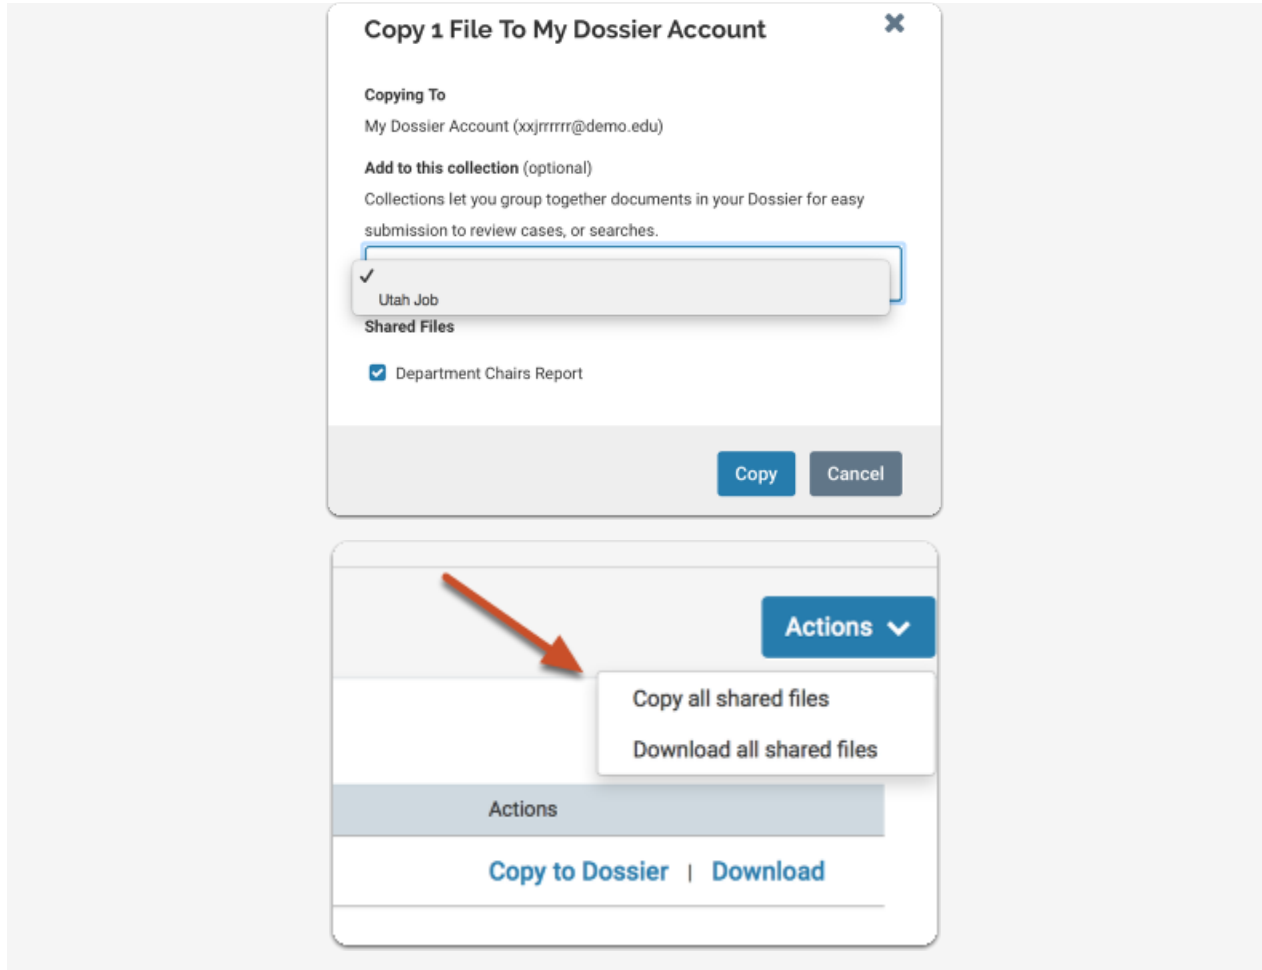 Copy 1 File To My Dossier Account
Copying To
My Dossier Account (xxjrrrrrr@demo.edu)
Add to this collection (optional)
Collections let you group together documents in your Dossier for easy
submission to review cases, or searches.
Utah Job
Shared Files
Department Chairs Report
Copy Cancel
Actions
Copy all shared files
Download all shared files
Actions
Copy to Dossier | Download